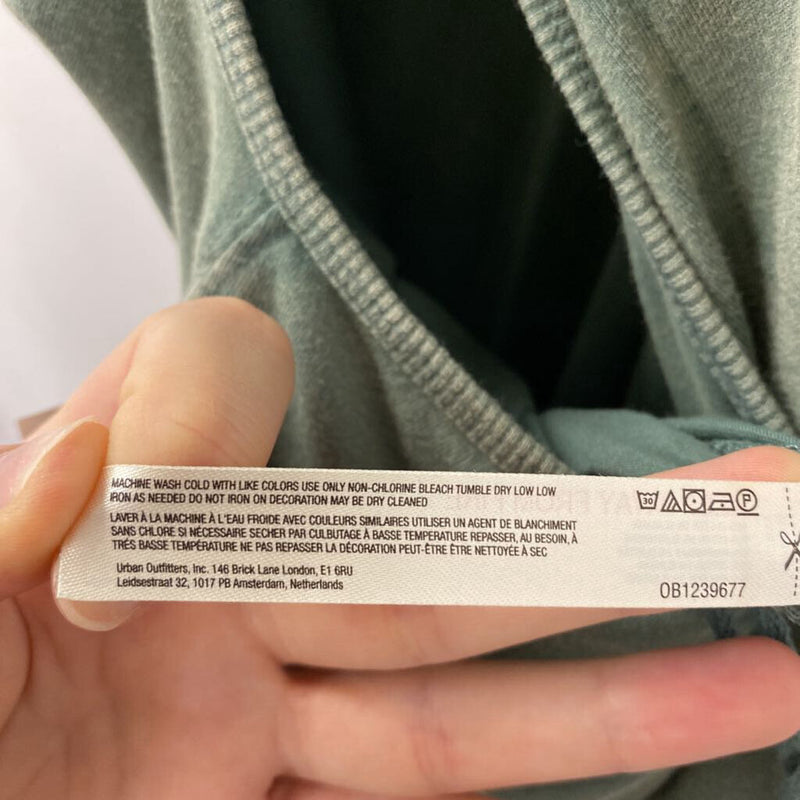 MACHINE WASH COLD WITH LIKE COLORS USE ONLY NON-CHLORINE BLEACH TUMBLE DRY LOW LOW
IRON AS NEEDED DO NOT IRON ON DECORATION MAY BE DRY CLEANED
LAVER À LA MACHINE À L'EAU FROIDE AVEC COULEURS SIMILAIRES UTILISER UN AGENT DE BLANCHIMENT
SANS CHLORE SI NÉCESSAIRE SECHER PAR CULBUTAGE À BASSE TEMPERATURE REPASSER, AU BESOIN, À
TRÈS BASSE TEMPÉRATURE NE PAS REPASSER LA DÉCORATION PEUT-ÊTRE ÊTRE NETTOYÉE À SEC
Urban Outfitters, Inc. 146 Brick Lane London, E1 6RU
Leidsestraat 32, 1017 PB Amsterdam, Netherlands
30
P
OB1239677